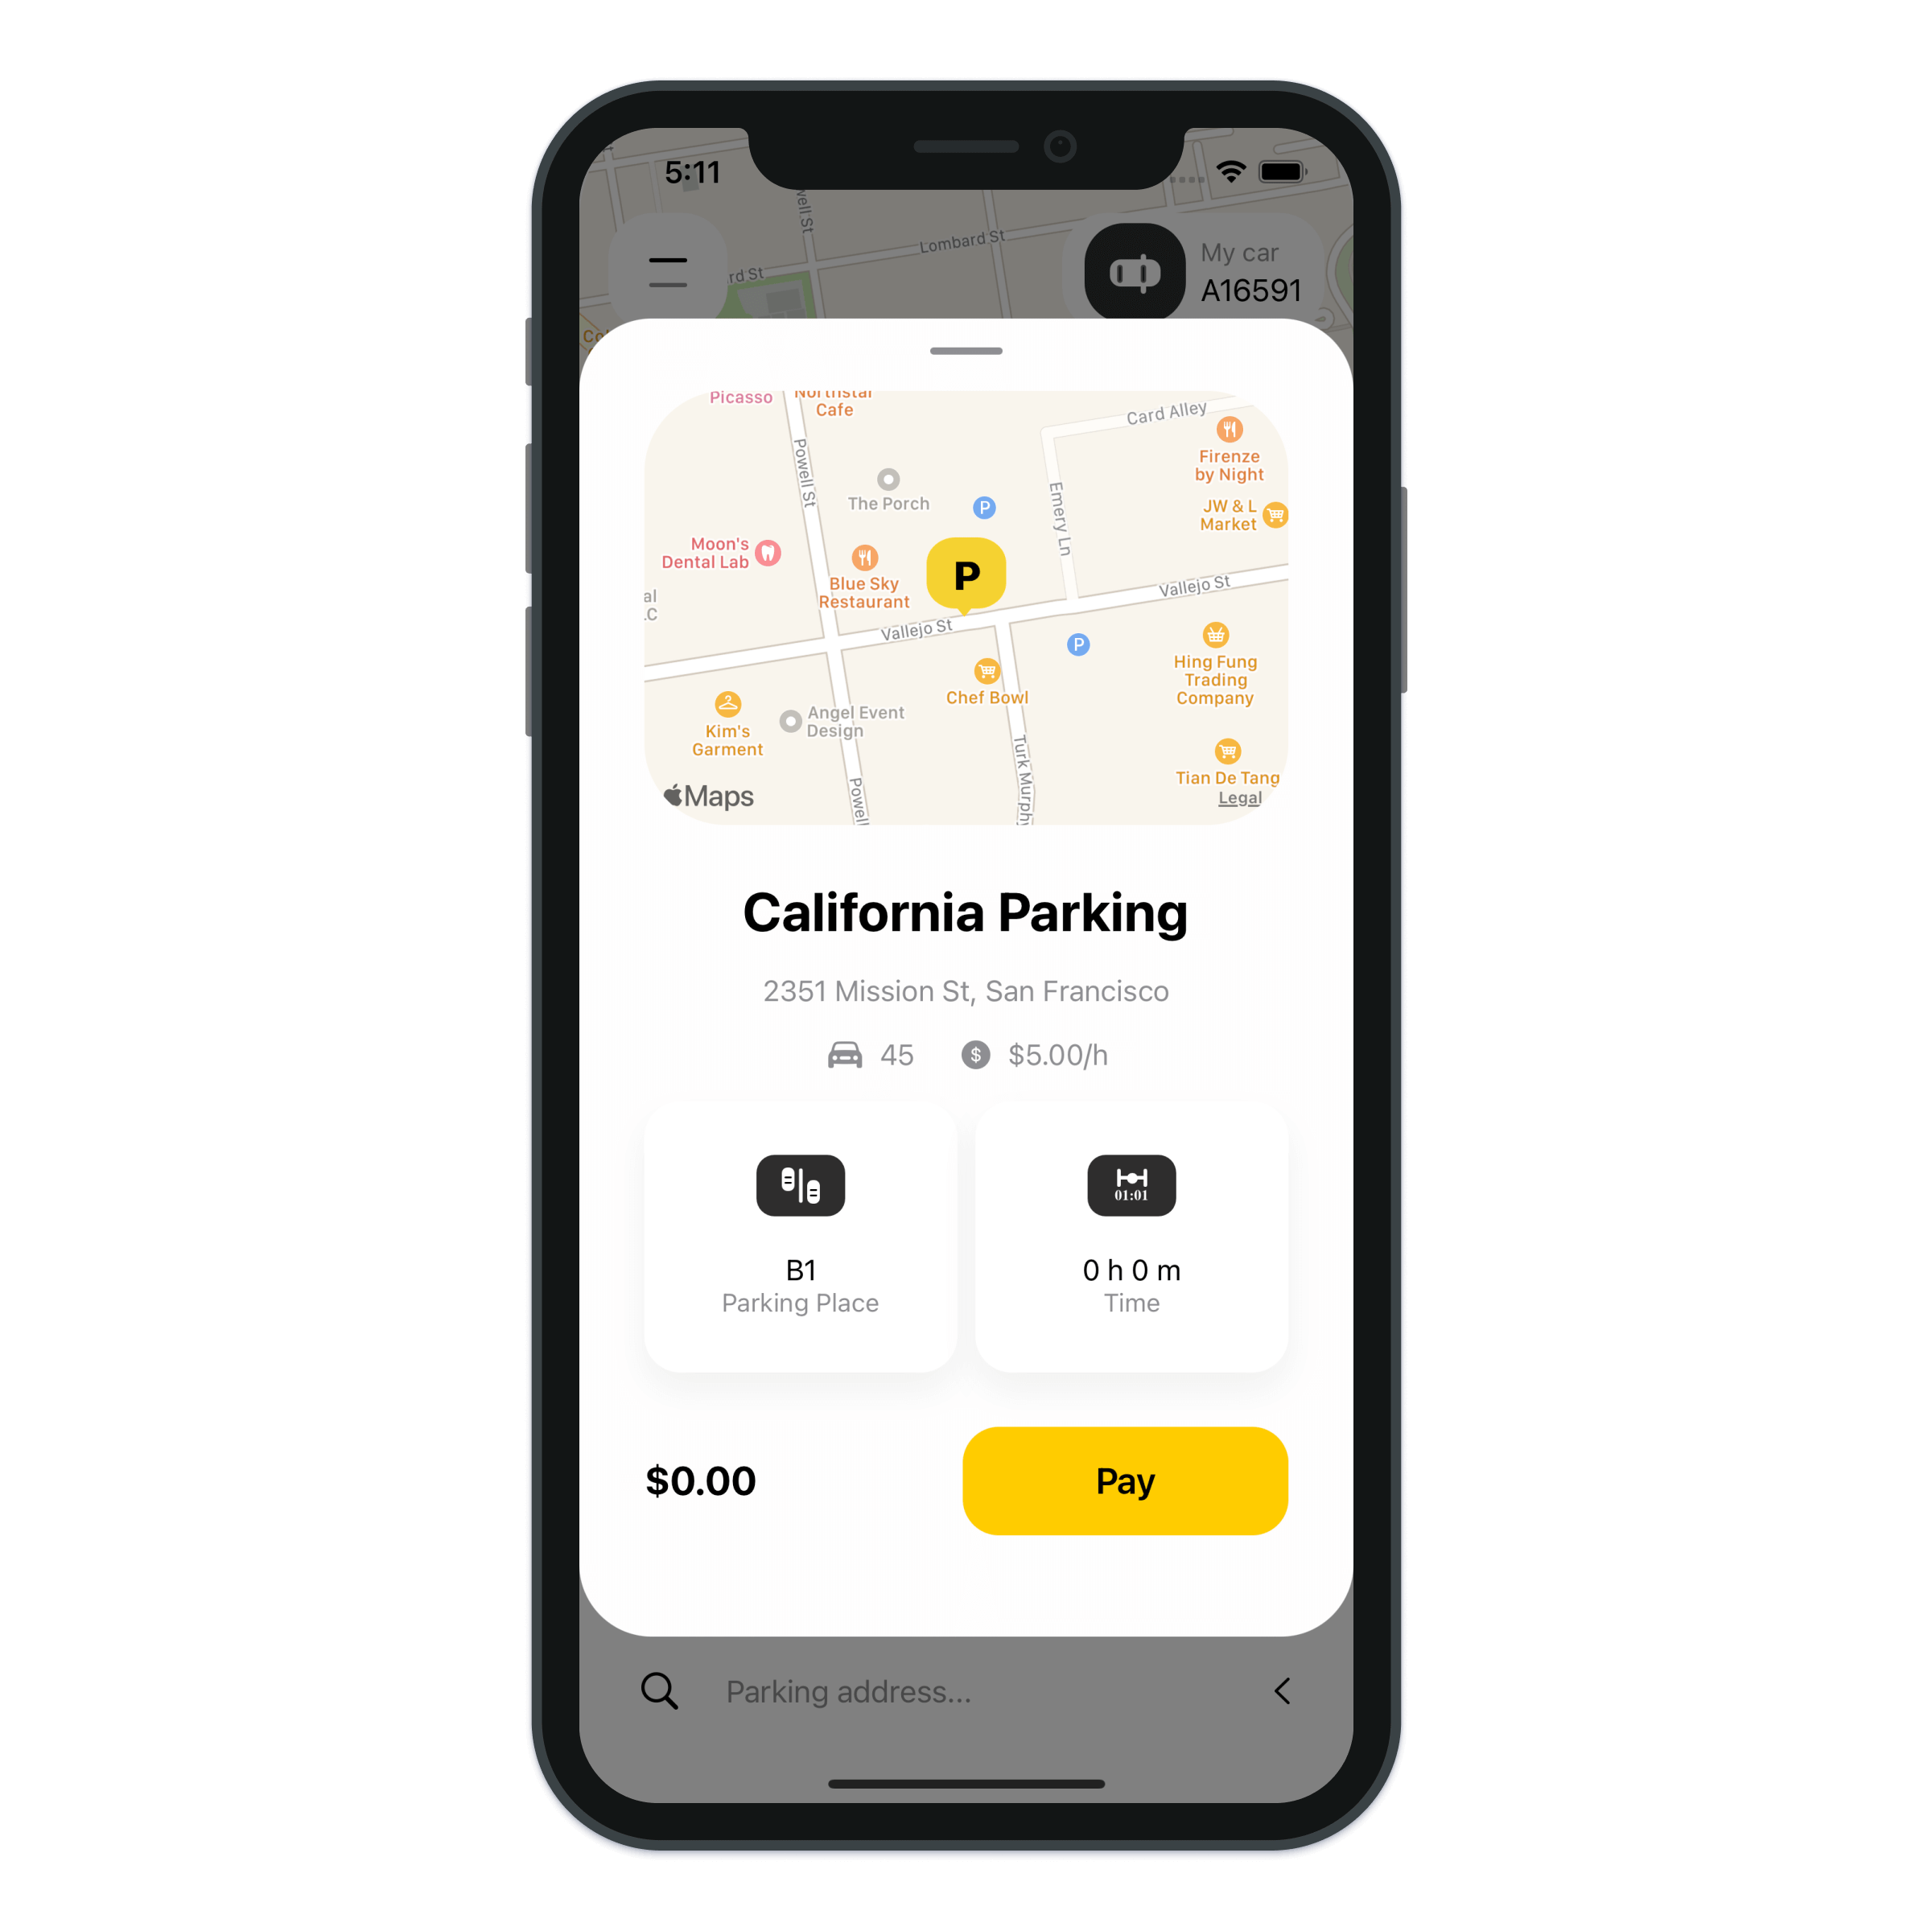 5:11
well St
Lombard St
rd St
My car
A16591
Picasso
Northstar
Cafe
Card Alley
Firenze
by Night
Powell St
The Porch
P
Emery Ln
JW & L
Market
Moon's
Dental Lab
Blue Sky
Restaurant
P
Vallejo St
al
LC
Vallejo St
P
Hing Fung
Trading
Company
Chef Bowl
Kim's
Garment
Angel Event
Design
Turk Murphy
Powell
Tian De Tang
Maps
Legal
California Parking
2351 Mission St, San Francisco
45 $ $5.00/h
01:01
B1
Parking Place
0 h 0 m
Time
$0.00
Pay
Parking address...